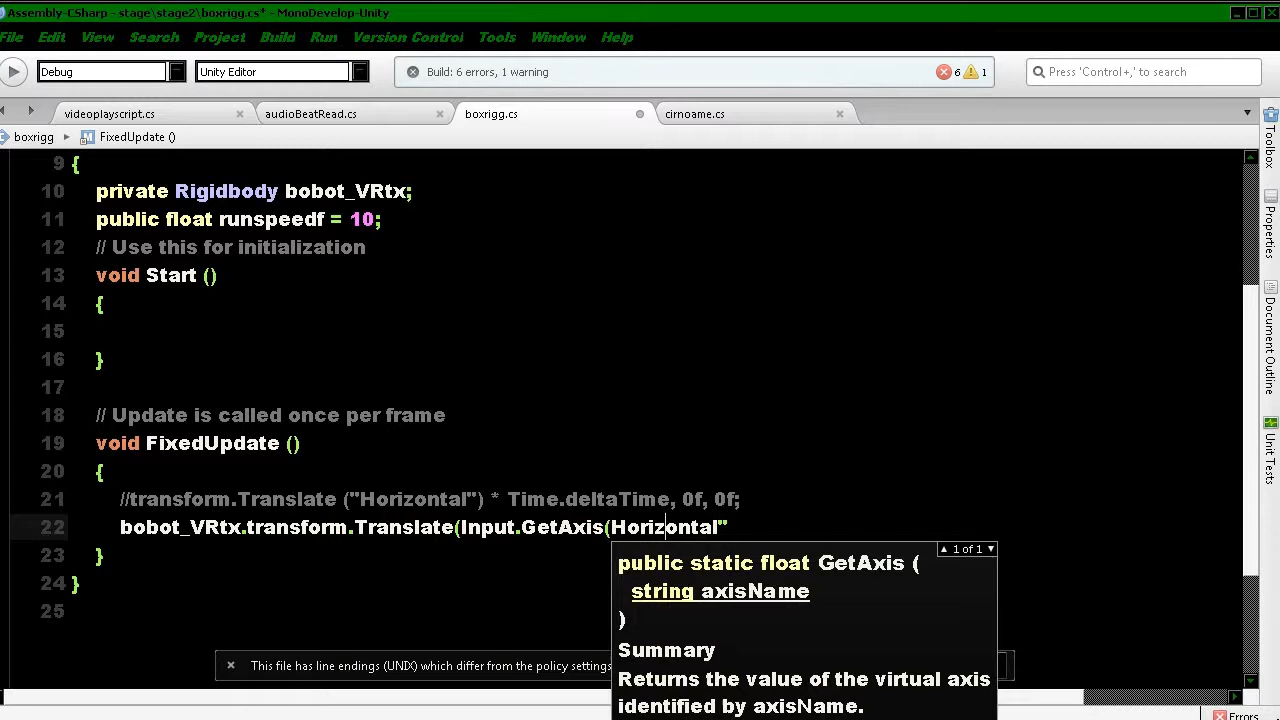 Assembly-CSharp - stage\stage2\boxrigg.cs* - MonoDevelop-Unity
File Edit View Search Project Build Run Version Control Tools Window Help
Debug Unity Editor Build: 6 errors, 1 warning 6 1 Press 'Control+,' to search
videoplayscript.cs audioBeatRead.cs boxrigg.cs cirnoame.cs
boxrigg FixedUpdate ()
9 {
10 private Rigidbody bobot_VRtx;
11 public float runspeedf = 10;
12 // Use this for initialization
13 void Start ()
14 {
15
16 }
17
18 // Update is called once per frame
19 void FixedUpdate ()
20 {
21 //transform.Translate ("Horizontal") * Time.deltaTime, 0f, 0f;
22 bobot_VRtx.transform.Translate(Input.GetAxis(Horizontal"
23 }
24 }
25
1 of 1
public static float GetAxis (
string axisName
)
Summary
Returns the value of the virtual axis
identified by axisName.
This file has line endings (UNIX) which differ from the policy settings
Toolbox
Properties
Document Outline
Unit Tests
Errors